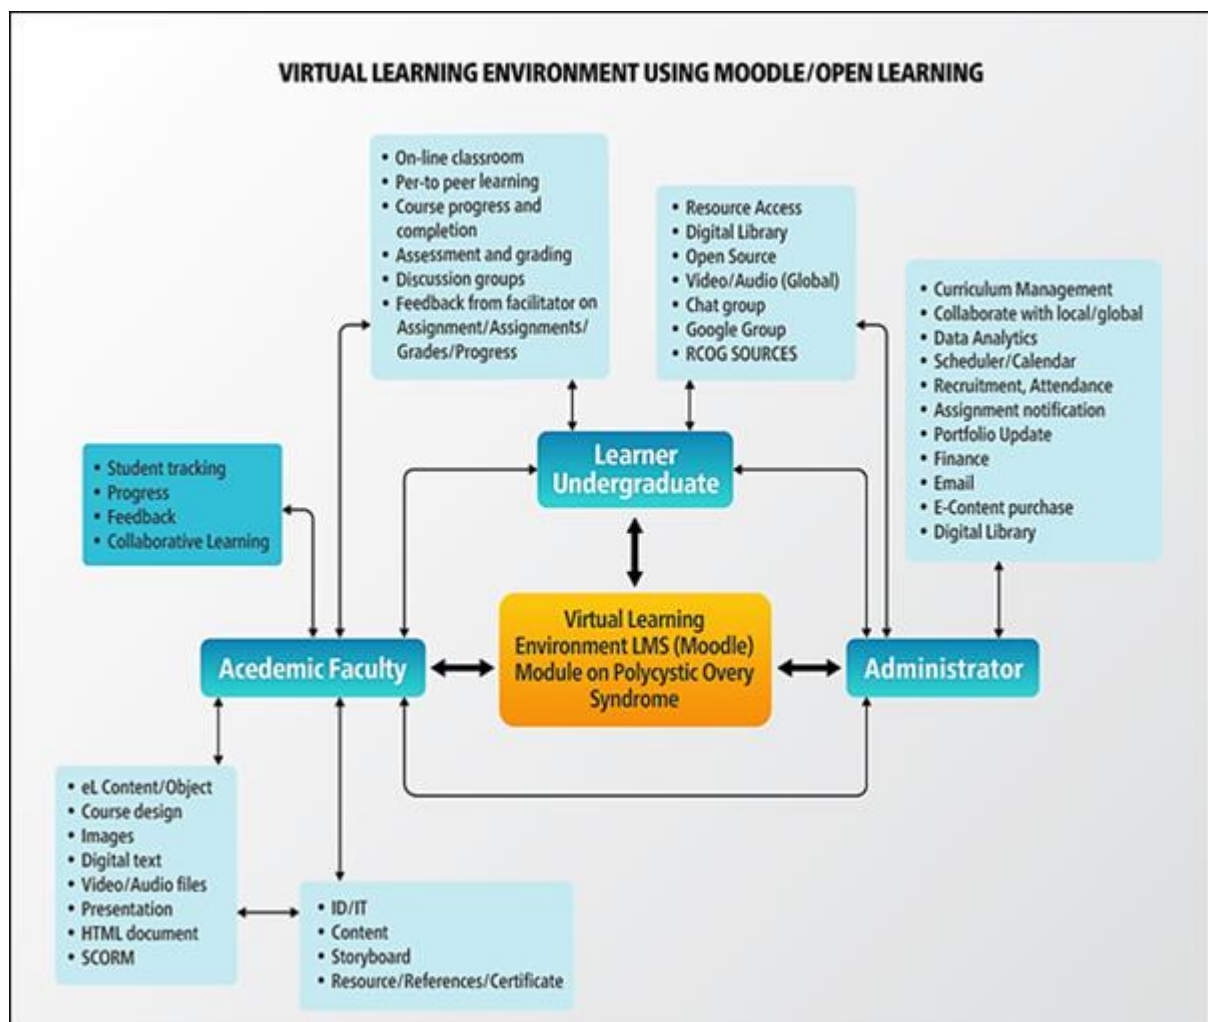 VIRTUAL LEARNING ENVIRONMENT USING MOODLE/OPEN LEARNING
• On-line classroom
• Per-to peer learning
• Course progress and
completion
• Assessment and grading
• Discussion groups
• Feedback from facilitator on
Assignment/Assignments/
Grades/Progress
• Resource Access
• Digital Library
• Open Source
• Video/Audio (Global)
• Chat group
• Google Group
• RCOG SOURCES
• Curriculum Management
• Collaborate with local/global
• Data Analytics
• Scheduler/Calendar
• Recruitment, Attendance
• Assignment notification
• Portfolio Update
• Finance
• Email
• E-Content purchase
• Digital Library
• Student tracking
• Progress
• Feedback
• Collaborative Learning
Learner
Undergraduate
Acedemic Faculty
Virtual Learning
Environment LMS (Moodle)
Module on Polycystic Overy
Syndrome
Administrator
• eL Content/Object
• Course design
• Images
• Digital text
• Video/Audio files
• Presentation
• HTML document
• SCORM
• ID/IT
• Content
• Storyboard
• Resource/References/Certificate